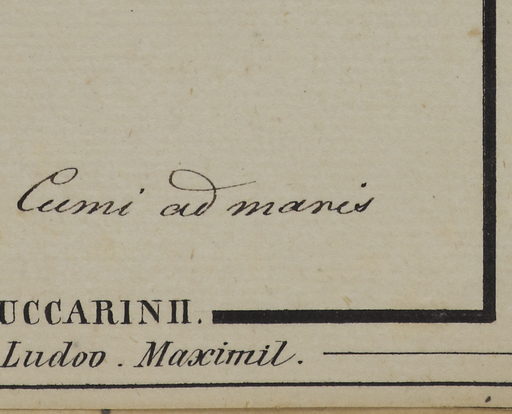 Cumi ad maris
UCCARINII.
Ludov. Maximil.